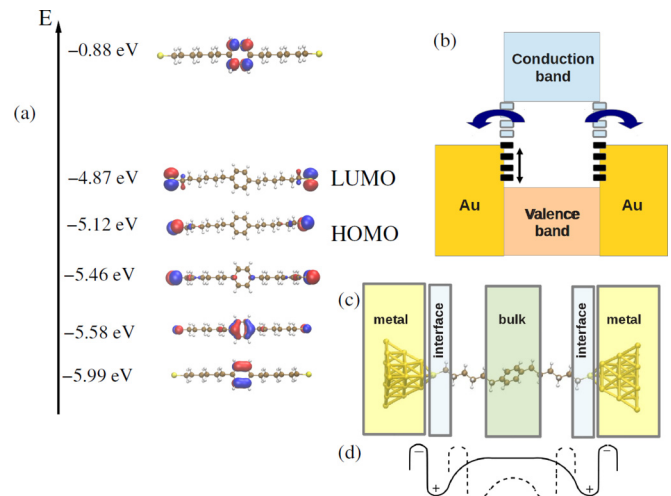 E
(a)
−0.88 eV
−4.87 eV
LUMO
−5.12 eV
HOMO
−5.46 eV
−5.58 eV
−5.99 eV
(b)
Conduction
band
Au
Valence
band
Au
(c)
metal
interface
bulk
interface
metal
(d)
−
+
+
−